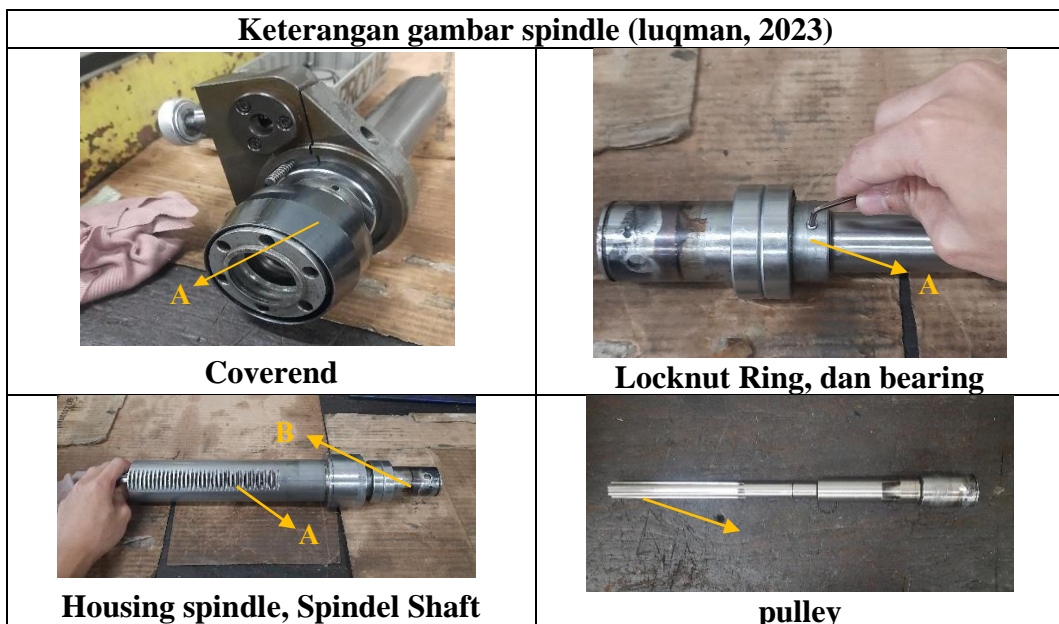 Keterangan gambar spindle (luqman, 2023)
A
Coverend
A
Locknut Ring, dan bearing
B
A
Housing spindle, Spindel Shaft
pulley